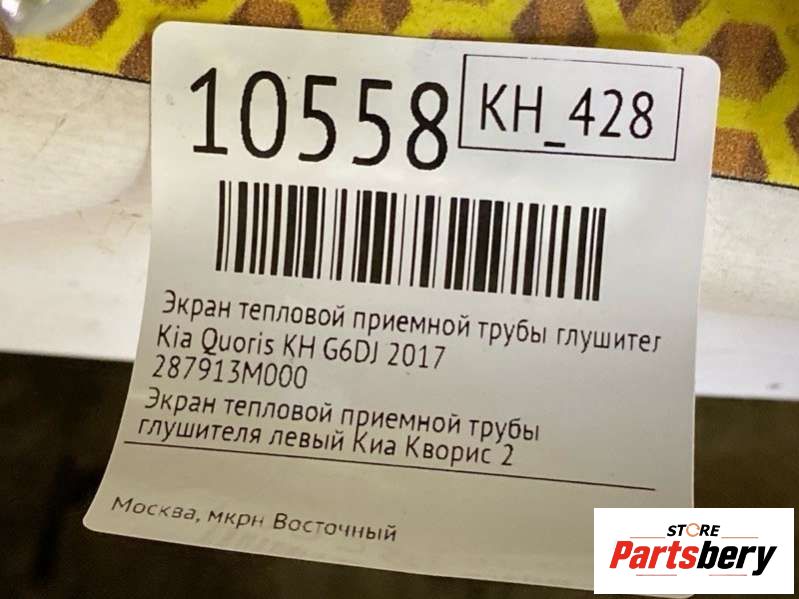 10558
KH_428
Экран тепловой приемной трубы глушител
Kia Quoris KH G6DJ 2017
287913M000
Экран тепловой приемной трубы
глушителя левый Киа Кворис 2
Москва, мкрн Восточный
STORE
Partsbery